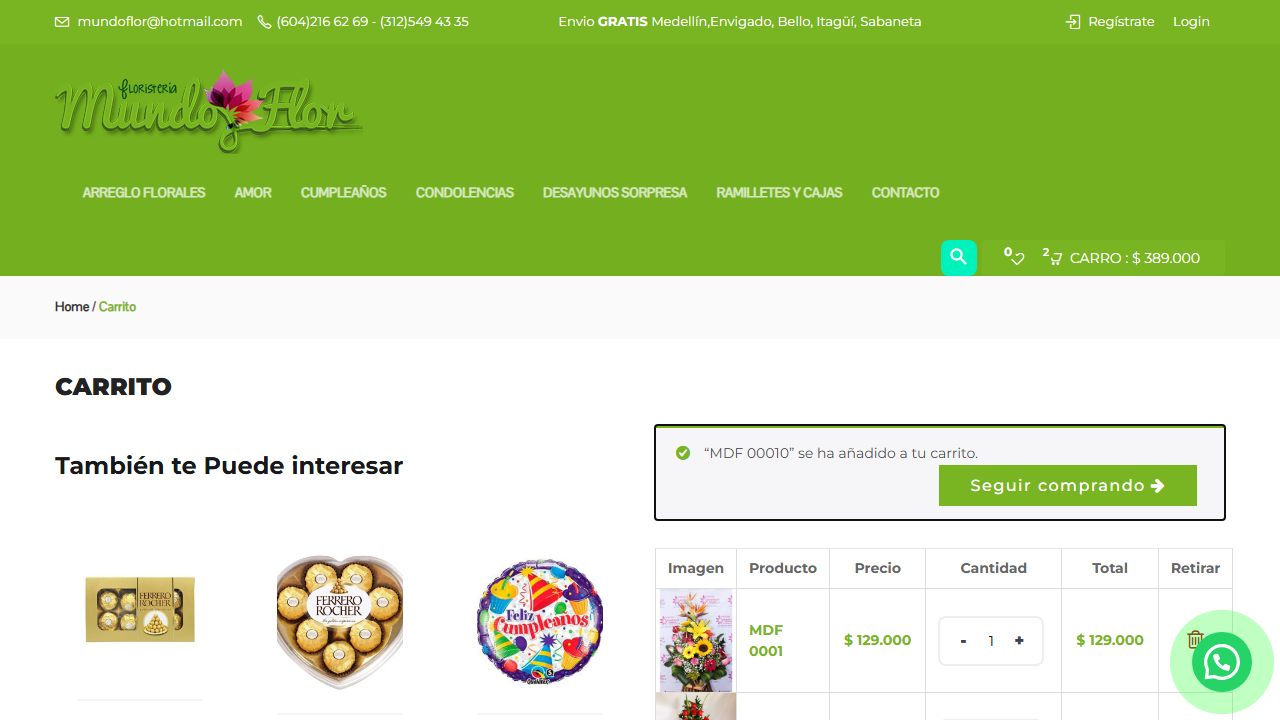 mundoflor@hotmail.com (604)216 62 69 - (312)549 43 35 Envio GRATIS Medellín,Envigado, Bello, Itagüí, Sabaneta Regístrate Login
floristeria
Mundo Flor
ARREGLO FLORALES AMOR CUMPLEAÑOS CONDOLENCIAS DESAYUNOS SORPRESA RAMILLETES Y CAJAS CONTACTO
0 2 CARRO : $ 389.000
Home / Carrito
CARRITO
“MDF 00010” se ha añadido a tu carrito.
Seguir comprando
También te Puede interesar
FERRERO ROCHER
FERRERO
ROCHER
Feliz
Cumpleaños
Imagen Producto Precio Cantidad Total Retirar
MDF
0001
$ 129.000 - 1 + $ 129.000